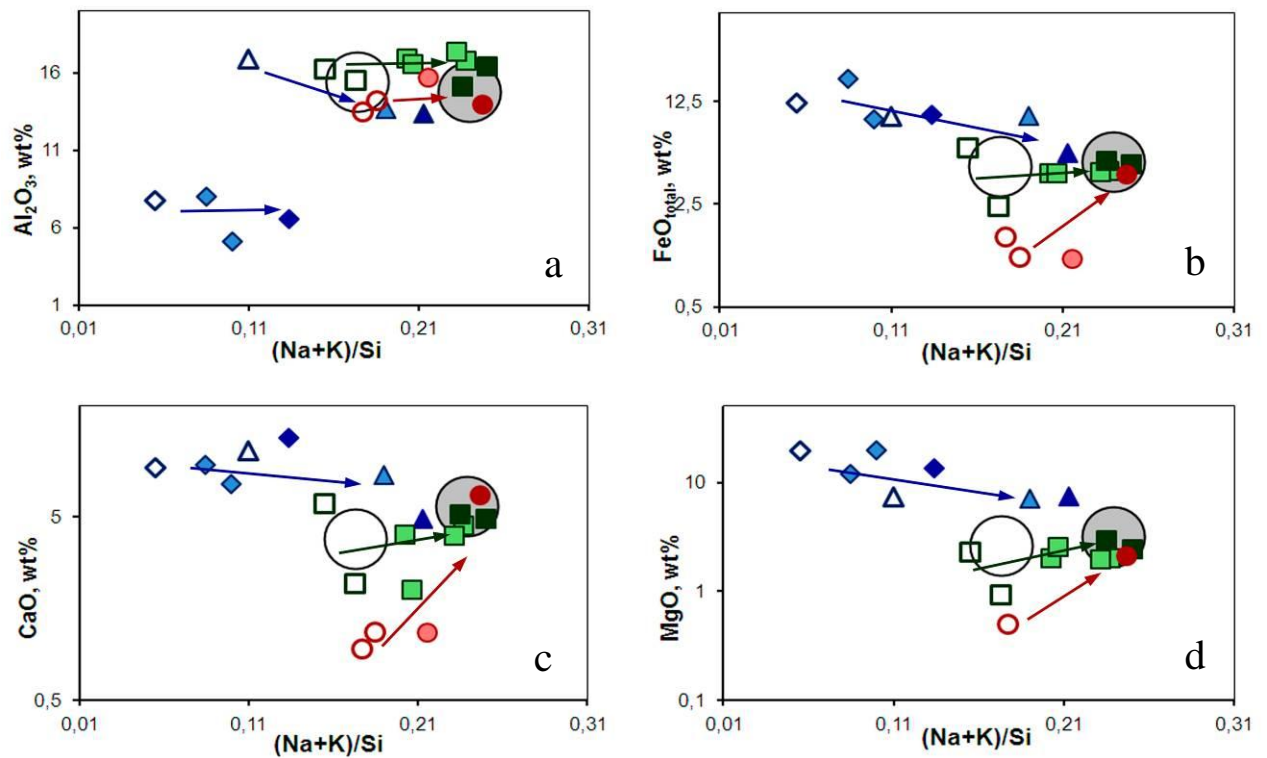 16
11
6
1
Al₂O₃, wt%
0,01
0,11
0,21
0,31
(Na+K)/Si
a
12,5
2,5
0,5
FeOtotal, wt%
0,01
0,11
0,21
0,31
(Na+K)/Si
b
5
0,5
CaO, wt%
0,01
0,11
0,21
0,31
(Na+K)/Si
c
10
1
0,1
MgO, wt%
0,01
0,11
0,21
0,31
(Na+K)/Si
d